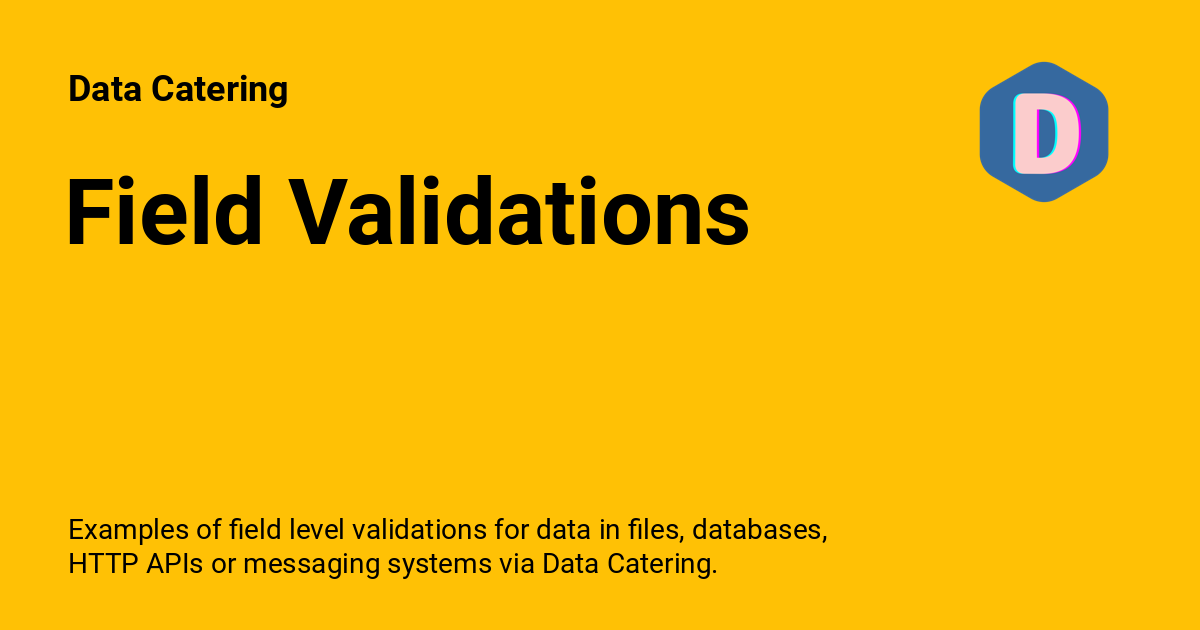 Data Catering
D
Field Validations
Examples of field level validations for data in files, databases,
HTTP APIs or messaging systems via Data Catering.